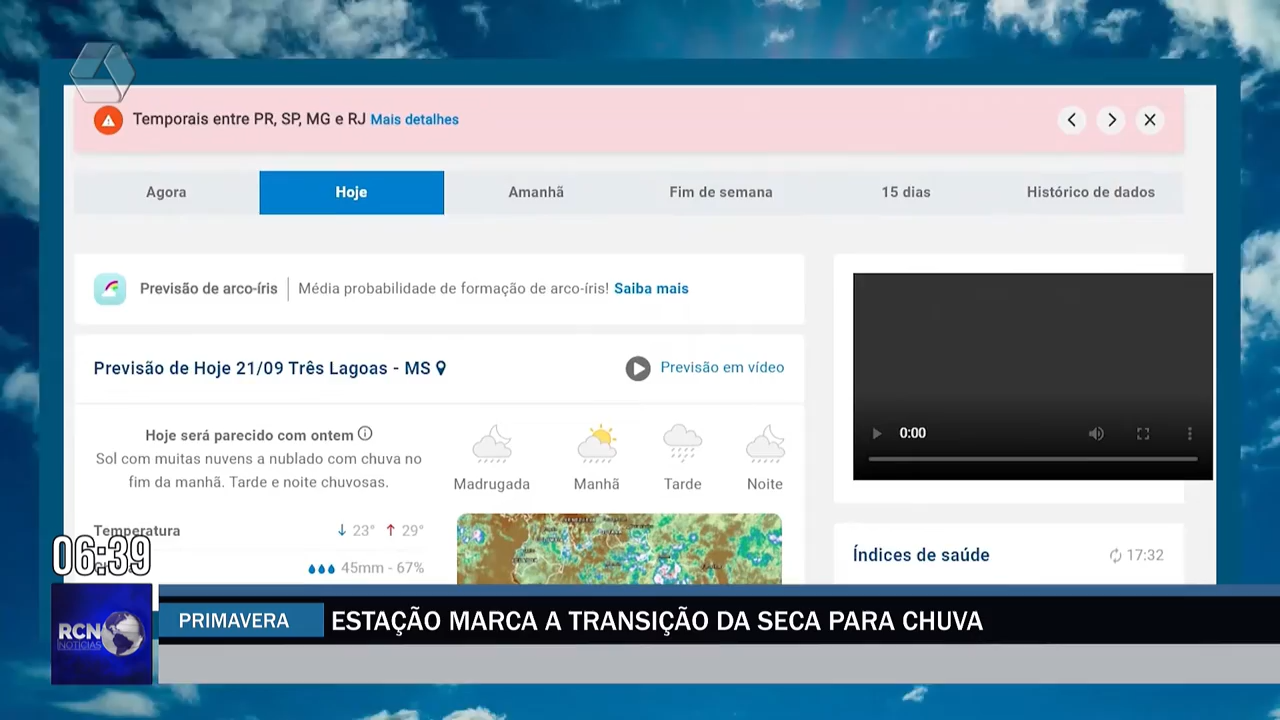 Temporais entre PR, SP, MG e RJ Mais detalhes
Agora
Hoje
Amanhã
Fim de semana
15 dias
Histórico de dados
Previsão de arco-íris
Média probabilidade de formação de arco-íris! Saiba mais
Previsão de Hoje 21/09 Três Lagoas - MS
Previsão em vídeo
Hoje será parecido com ontem
Sol com muitas nuvens a nublado com chuva no
fim da manhã. Tarde e noite chuvosas.
Madrugada
Manhã
Tarde
Noite
0:00
Temperatura
23° 29°
45mm - 67%
Índices de saúde
17:32
06:39
RCN
NOTÍCIAS
PRIMAVERA
ESTAÇÃO MARCA A TRANSIÇÃO DA SECA PARA CHUVA